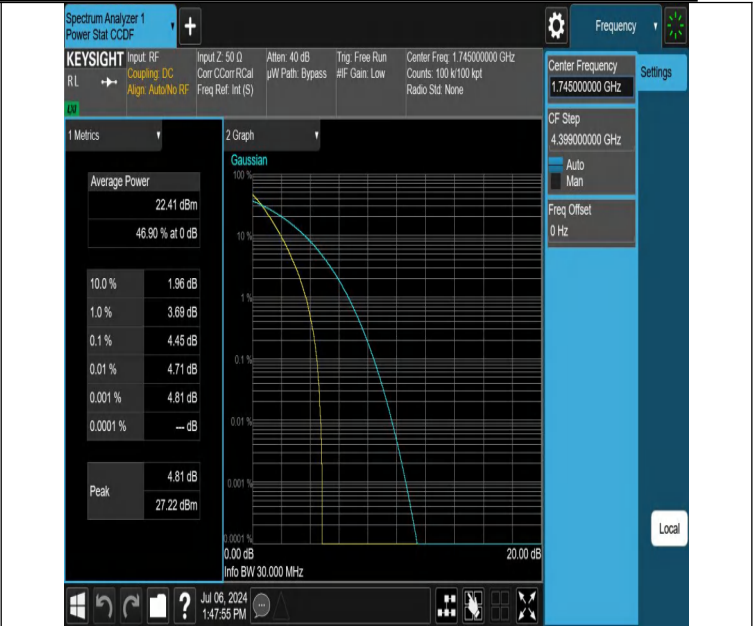 Spectrum Analyzer 1
Power Stat CCDF
Frequency
KEYSIGHT
RL
Input: RF
Coupling: DC
Align: Auto/No RF
Input Z: 50 Ω
Corr CCorr RCal
Freq Ref: Int (S)
Atten: 40 dB
µW Path: Bypass
Trig: Free Run
#IF Gain: Low
Center Freq: 1.745000000 GHz
Counts: 100 k/100 kpt
Radio Std: None
1 Metrics
Average Power
22.41 dBm
46.90 % at 0 dB
10.0 % 1.96 dB
1.0 % 3.69 dB
0.1 % 4.45 dB
0.01 % 4.71 dB
0.001 % 4.81 dB
0.0001 % --- dB
Peak 4.81 dB
27.22 dBm
2 Graph
Gaussian
100 %
10 %
1 %
0.1 %
0.01 %
0.001 %
0.0001 %
0.00 dB 20.00 dB
Info BW 30.000 MHz
Center Frequency
1.745000000 GHz
Settings
CF Step
4.399000000 GHz
Auto
Man
Freq Offset
0 Hz
Local
?
Jul 06, 2024
1:47:55 PM